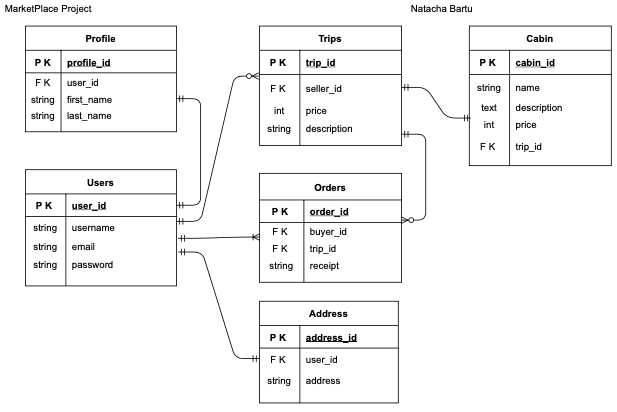 MarketPlace Project
Natacha Bartu
Profile
P K profile_id
F K user_id
string first_name
string last_name
Trips
P K trip_id
F K seller_id
int price
string description
Cabin
P K cabin_id
string name
text description
int price
F K trip_id
Users
P K user_id
string username
string email
string password
Orders
P K order_id
F K buyer_id
F K trip_id
string receipt
Address
P K address_id
F K user_id
string address